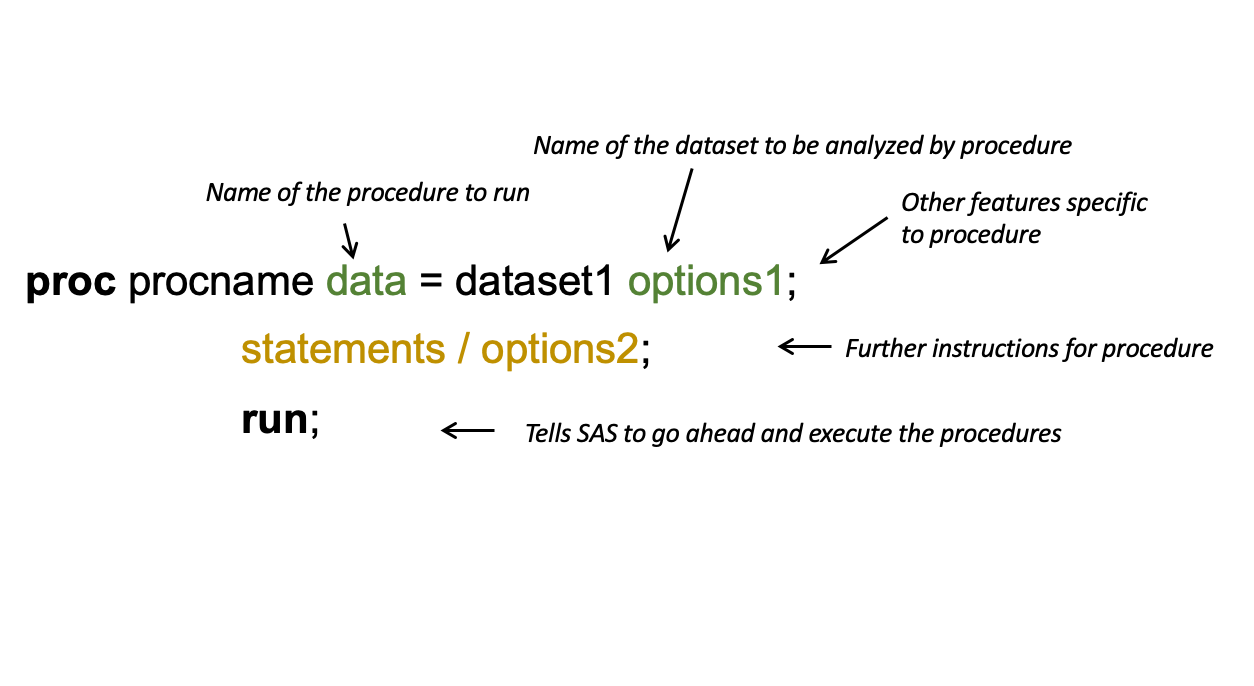 Name of the dataset to be analyzed by procedure
Name of the procedure to run
Other features specific
to procedure
proc procname data = dataset1 options1;
statements / options2;
Further instructions for procedure
run;
Tells SAS to go ahead and execute the procedures